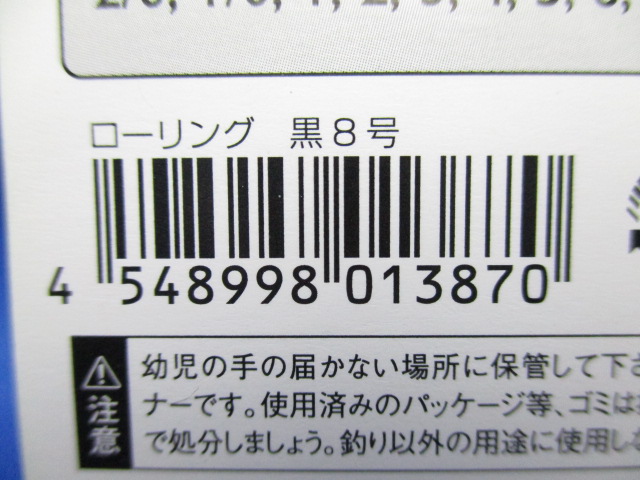 ローリング 黒8号
4 548998 013870
幼児の手の届かない場所に保管して下さ
注意
ナーです。使用済みのパッケージ等、ゴミは
で処分しましょう。釣り以外の用途に使用し